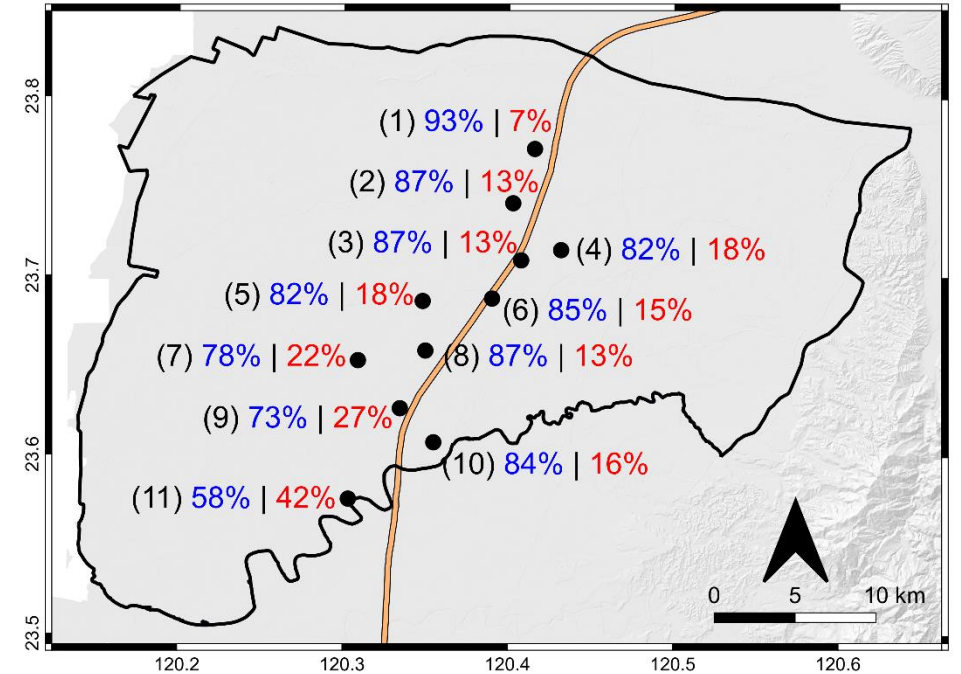 23.8
23.7
23.6
23.5
(1) 93% | 7%
(2) 87% | 13%
(3) 87% | 13%
(4) 82% | 18%
(5) 82% | 18%
(6) 85% | 15%
(7) 78% | 22%
(8) 87% | 13%
(9) 73% | 27%
(10) 84% | 16%
(11) 58% | 42%
0 5 10 km
120.2 120.3 120.4 120.5 120.6